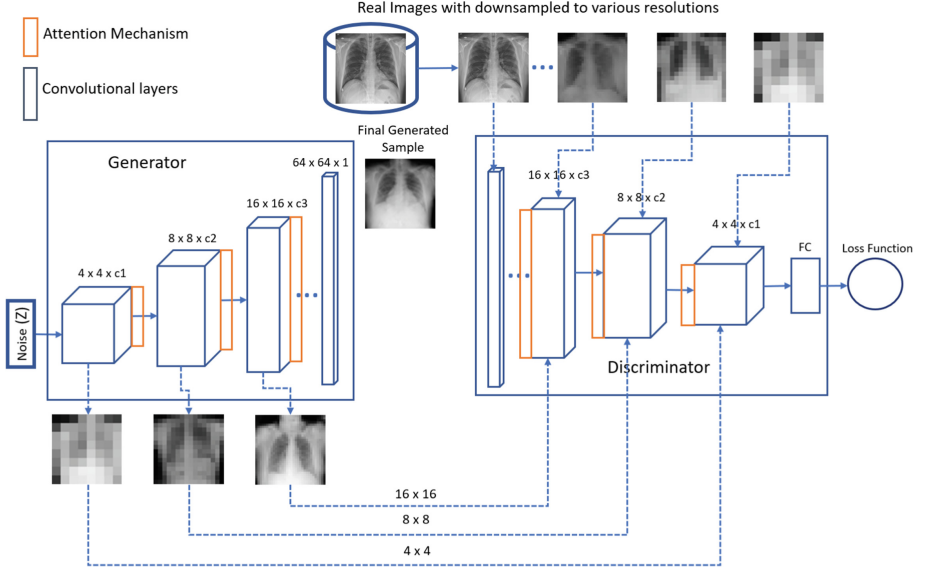 Real Images with downsampled to various resolutions
Attention Mechanism
Convolutional layers
Final Generated
Sample
Generator
64 x 64 x 1
16 x 16 x c3
8 x 8 x c2
4 x 4 x c1
Noise (Z)
16 x 16 x c3
8 x 8 x c2
4 x 4 x c1
FC
Loss Function
Discriminator
16 x 16
8 x 8
4 x 4